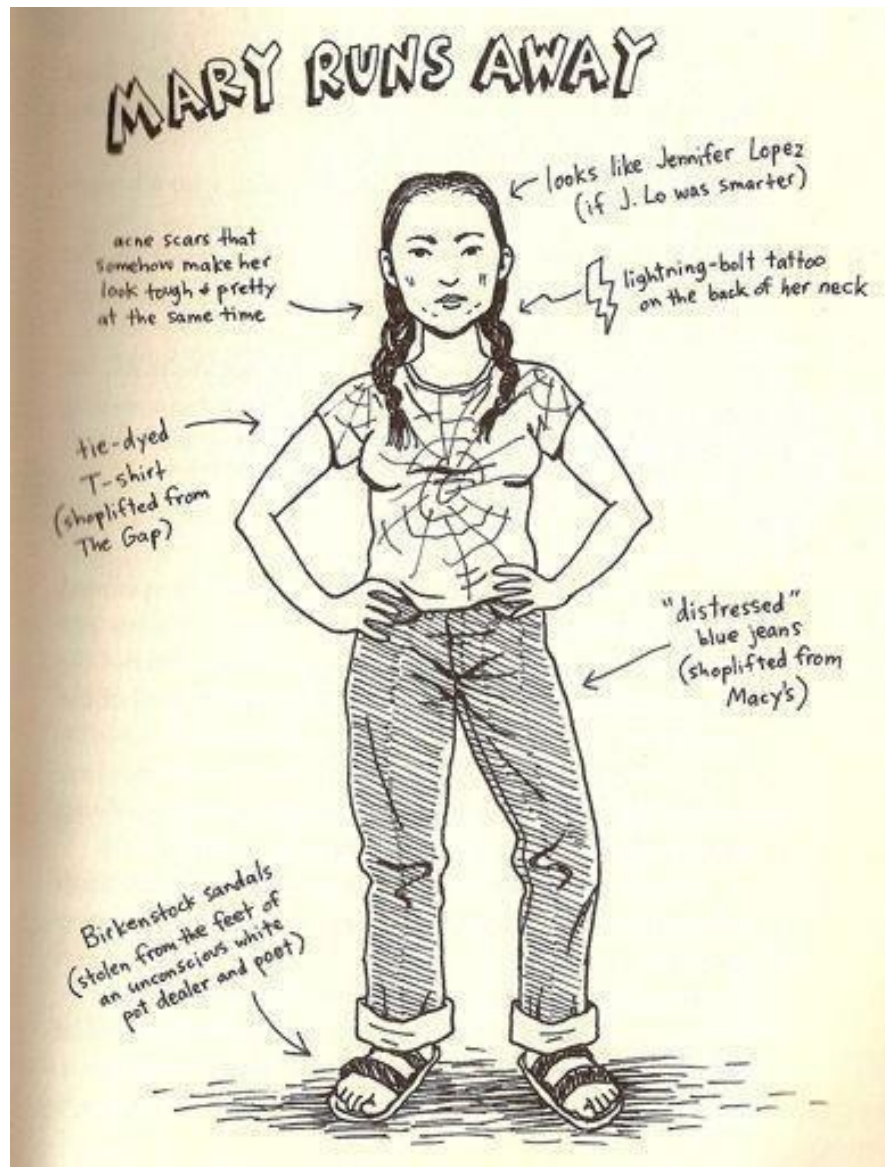 MARY RUNS AWAY
looks like Jennifer Lopez
(if J. Lo was smarter)
acne scars that
somehow make her
look tough & pretty
at the same time
lightning-bolt tattoo
on the back of her neck
tie-dyed
T-shirt
(shoplifted from
The Gap)
"distressed"
blue jeans
(shoplifted from
Macy's)
Birkenstock sandals
(stolen from the feet of
an unconscious white
pot dealer and poet)